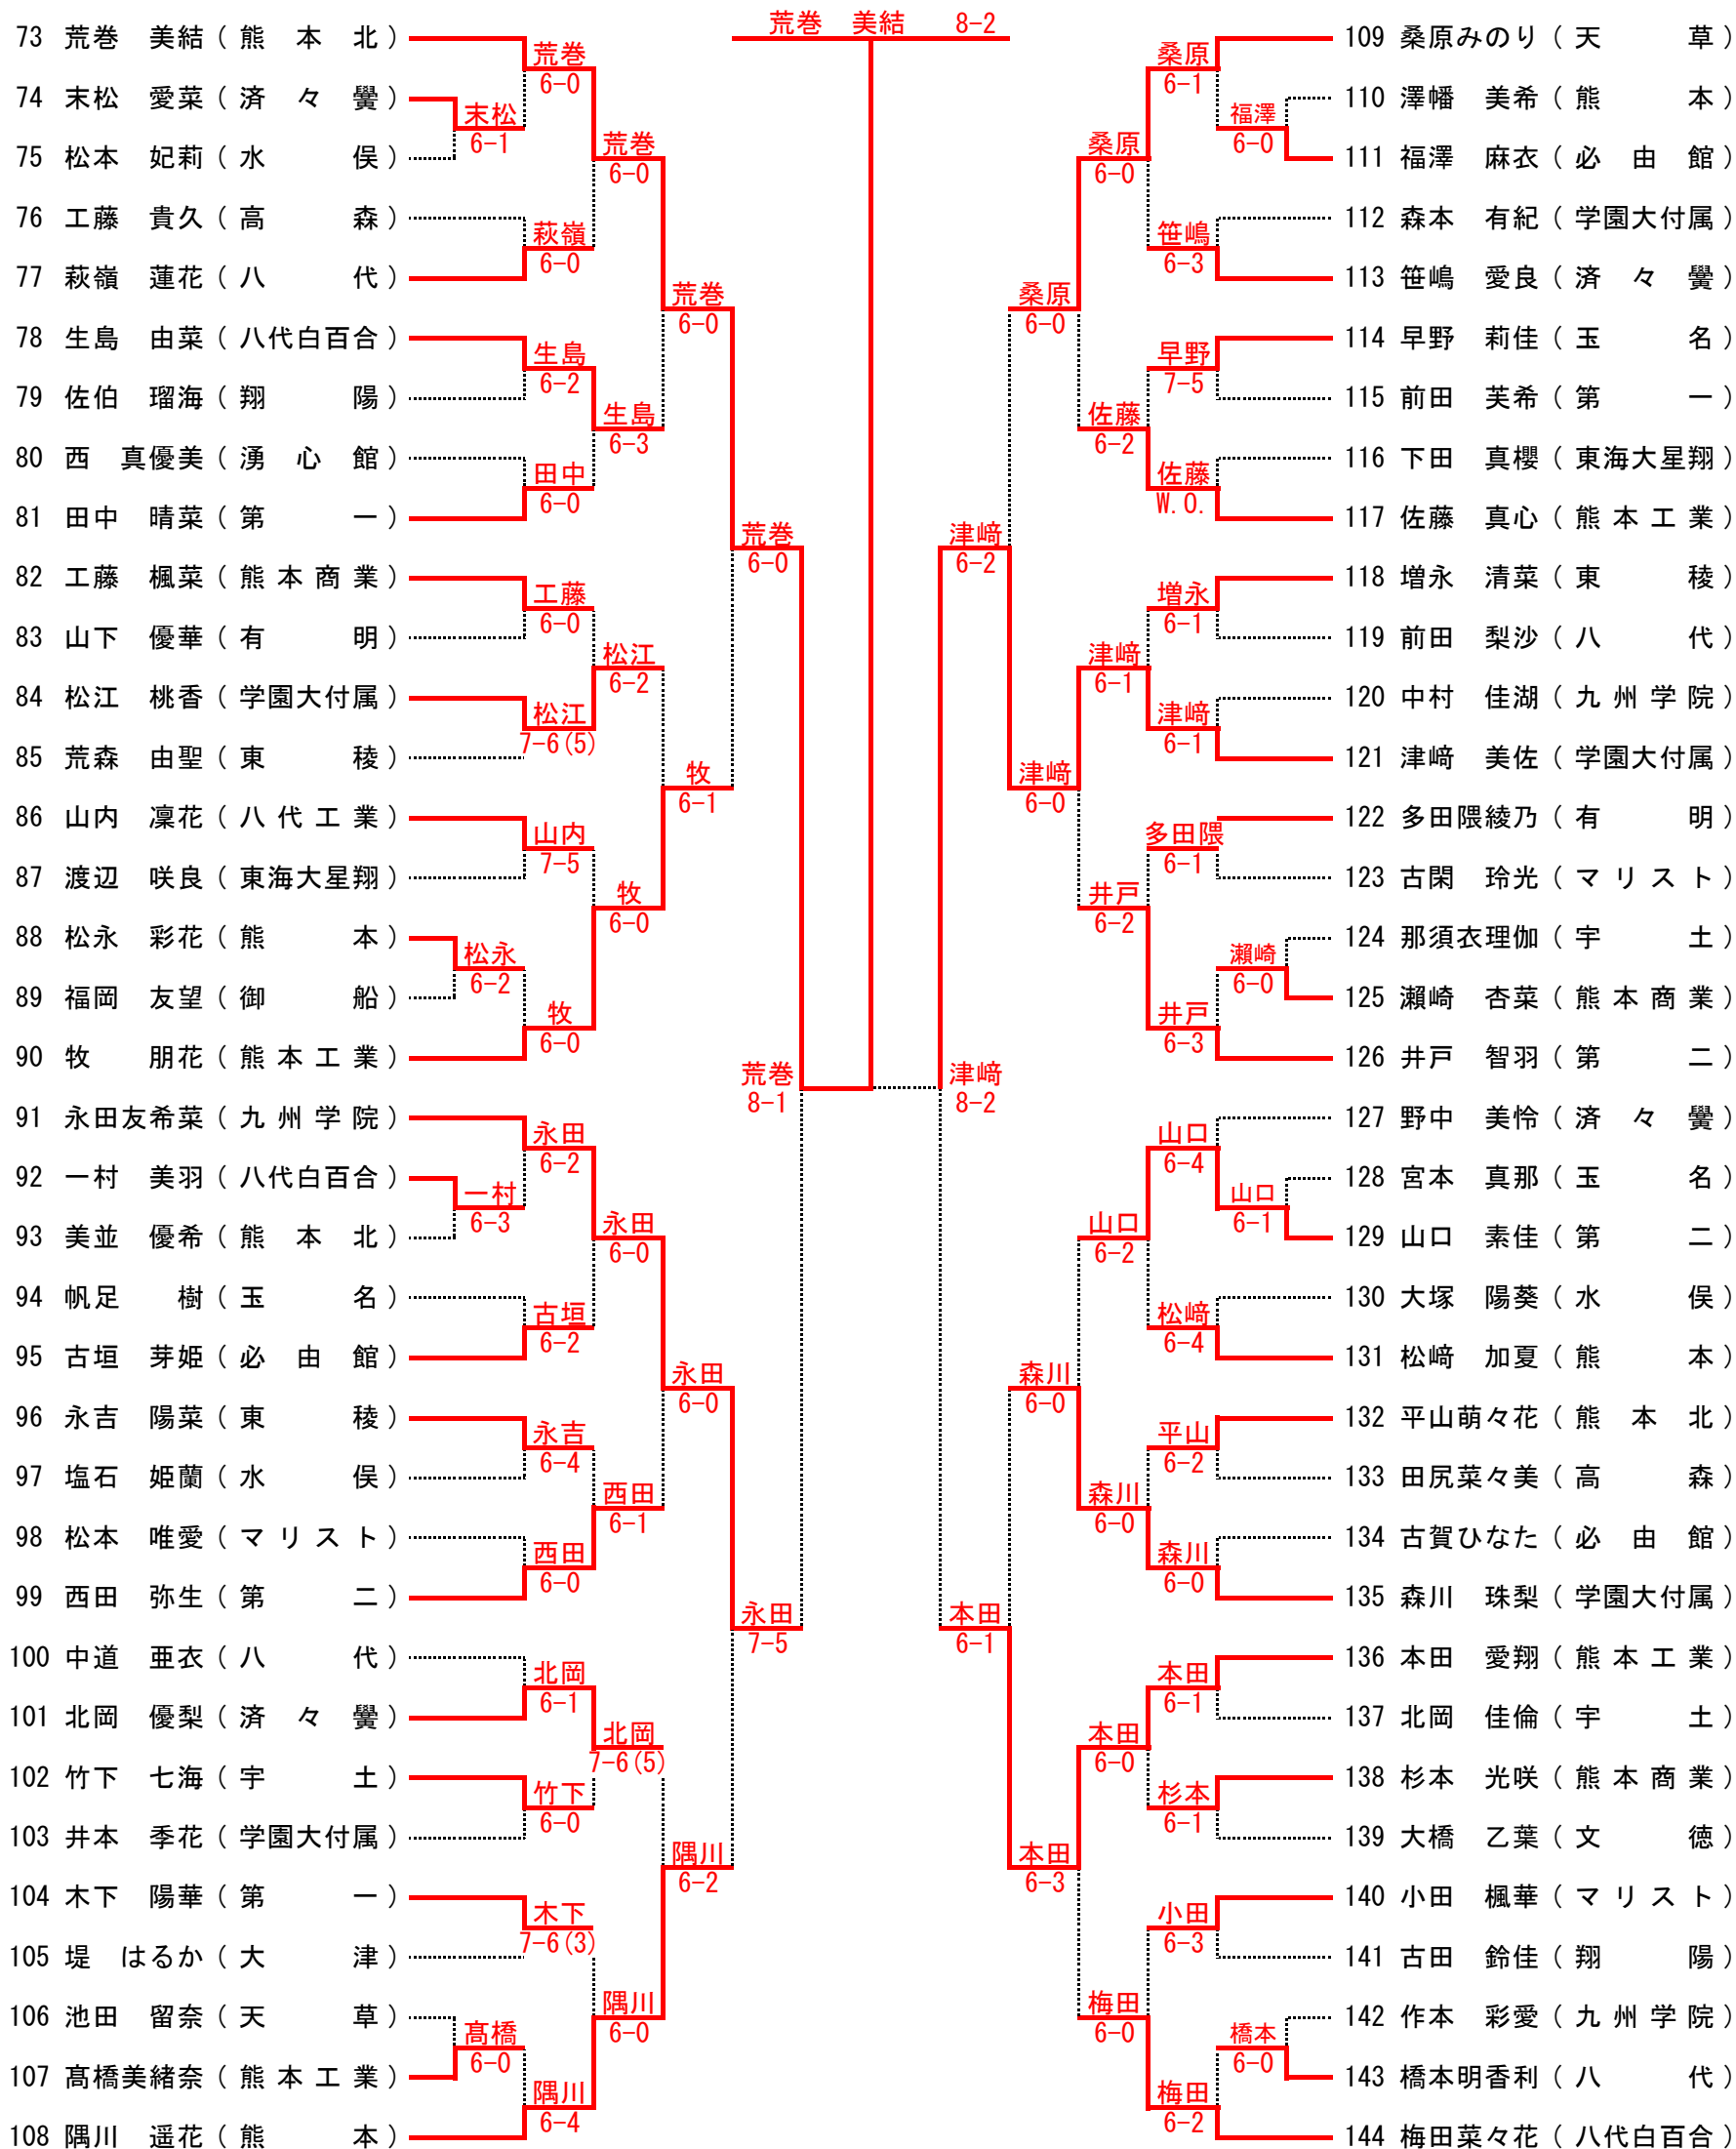 荒巻 美結 8-2
73 荒巻 美結 ( 熊 本 北 )
荒巻
6-0
74 末松 愛菜 ( 済 々 黌 )
末松
6-1
75 松本 妃莉 ( 水 俣 )
荒巻
6-0
76 工藤 貴久 ( 高 森 )
萩嶺
6-0
77 萩嶺 蓮花 ( 八 代 )
荒巻
6-0
78 生島 由菜 ( 八代白百合 )
生島
6-2
79 佐伯 瑠海 ( 翔 陽 )
生島
6-3
80 西 真優美 ( 湧 心 館 )
田中
6-0
81 田中 晴菜 ( 第 一 )
荒巻
6-0
82 工藤 楓菜 ( 熊 本 商 業 )
工藤
6-0
83 山下 優華 ( 有 明 )
松江
6-2
84 松江 桃香 ( 学園大付属 )
松江
7-6(5)
85 荒森 由聖 ( 東 稜 )
牧
6-1
86 山内 凜花 ( 八 代 工 業 )
山内
7-5
87 渡辺 咲良 ( 東海大星翔 )
牧
6-0
88 松永 彩花 ( 熊 本 )
松永
6-2
89 福岡 友望 ( 御 船 )
牧
6-0
90 牧 朋花 ( 熊 本 工 業 )
荒巻
8-1
91 永田友希菜 ( 九 州 学 院 )
永田
6-2
92 一村 美羽 ( 八代白百合 )
一村
6-3
93 美並 優希 ( 熊 本 北 )
永田
6-0
94 帆足 樹 ( 玉 名 )
古垣
6-2
95 古垣 芽姫 ( 必 由 館 )
永田
6-0
96 永吉 陽菜 ( 東 稜 )
永吉
6-4
97 塩石 姫蘭 ( 水 俣 )
西田
6-1
98 松本 唯愛 ( マ リ ス ト )
西田
6-0
99 西田 弥生 ( 第 二 )
永田
7-5
100 中道 亜衣 ( 八 代 )
北岡
6-1
101 北岡 優梨 ( 済 々 黌 )
北岡
7-6(5)
102 竹下 七海 ( 宇 土 )
竹下
6-0
103 井本 季花 ( 学園大付属 )
隅川
6-2
104 木下 陽華 ( 第 一 )
木下
7-6(3)
105 堤 はるか ( 大 津 )
隅川
6-0
106 池田 留奈 ( 天 草 )
髙橋
6-0
107 髙橋美緒奈 ( 熊 本 工 業 )
隅川
6-4
108 隅川 遥花 ( 熊 本 )
109 桑原みのり ( 天 草 )
桑原
6-1
110 澤幡 美希 ( 熊 本 )
福澤
6-0
111 福澤 麻衣 ( 必 由 館 )
桑原
6-0
112 森本 有紀 ( 学園大付属 )
笹嶋
6-3
113 笹嶋 愛良 ( 済 々 黌 )
桑原
6-0
114 早野 莉佳 ( 玉 名 )
早野
7-5
115 前田 芙希 ( 第 一 )
佐藤
6-2
116 下田 真櫻 ( 東海大星翔 )
佐藤
W.O.
117 佐藤 真心 ( 熊 本 工 業 )
津﨑
6-2
118 増永 清菜 ( 東 稜 )
増永
6-1
119 前田 梨沙 ( 八 代 )
津﨑
6-1
120 中村 佳湖 ( 九 州 学 院 )
津﨑
6-1
121 津﨑 美佐 ( 学園大付属 )
津﨑
6-0
122 多田隈綾乃 ( 有 明 )
多田隈
6-1
123 古閑 玲光 ( マ リ ス ト )
井戸
6-2
124 那須衣理伽 ( 宇 土 )
瀬崎
6-0
125 瀬崎 杏菜 ( 熊 本 商 業 )
井戸
6-3
126 井戸 智羽 ( 第 二 )
津﨑
8-2
127 野中 美怜 ( 済 々 黌 )
山口
6-4
128 宮本 真那 ( 玉 名 )
山口
6-1
129 山口 素佳 ( 第 二 )
山口
6-2
130 大塚 陽葵 ( 水 俣 )
松﨑
6-4
131 松﨑 加夏 ( 熊 本 )
森川
6-0
132 平山萌々花 ( 熊 本 北 )
平山
6-2
133 田尻菜々美 ( 高 森 )
森川
6-0
134 古賀ひなた ( 必 由 館 )
森川
6-0
135 森川 珠梨 ( 学園大付属 )
本田
6-1
136 本田 愛翔 ( 熊 本 工 業 )
本田
6-1
137 北岡 佳倫 ( 宇 土 )
本田
6-0
138 杉本 光咲 ( 熊 本 商 業 )
杉本
6-1
139 大橋 乙葉 ( 文 徳 )
本田
6-3
140 小田 楓華 ( マ リ ス ト )
小田
6-3
141 古田 鈴佳 ( 翔 陽 )
梅田
6-0
142 作本 彩愛 ( 九 州 学 院 )
橋本
6-0
143 橋本明香利 ( 八 代 )
梅田
6-2
144 梅田菜々花 ( 八代白百合 )